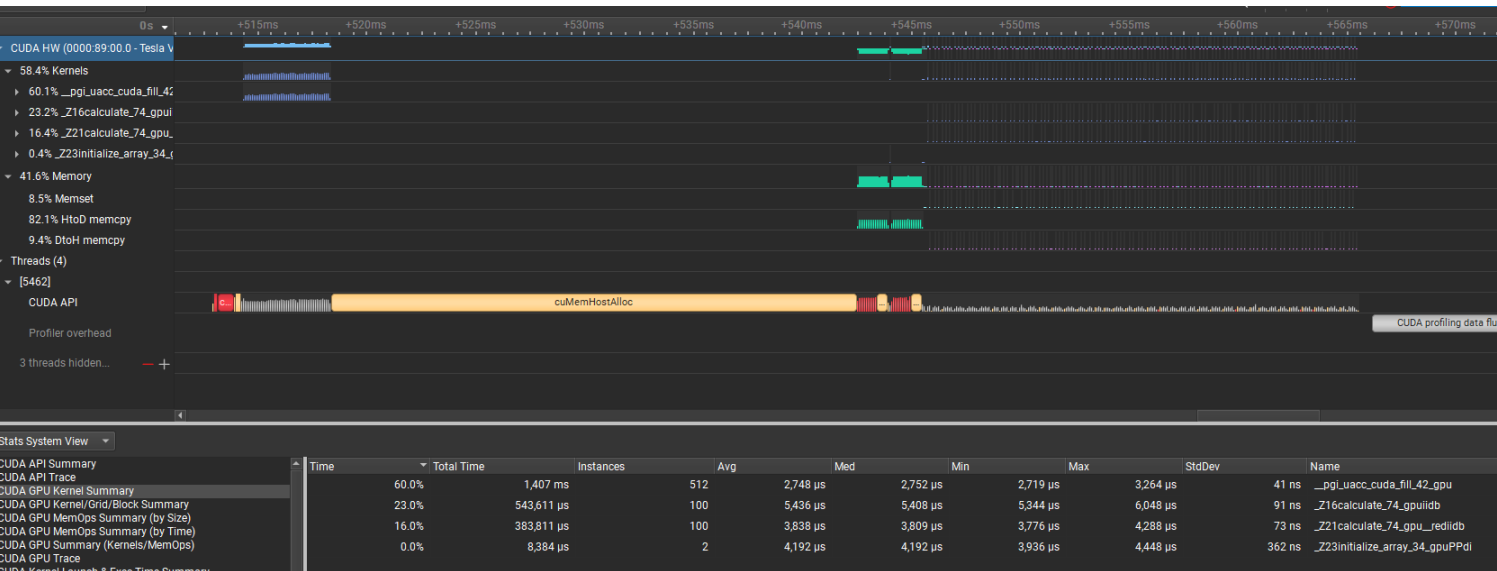 0s +515ms +520ms +525ms +530ms +535ms +540ms +545ms +550ms +555ms +560ms +565ms +570ms
CUDA HW (0000:89:00.0 - Tesla V
58.4% Kernels
60.1% __pgi_uacc_cuda_fill_42
23.2% _Z16calculate_74_gpui
16.4% _Z21calculate_74_gpu_
0.4% _Z23initialize_array_34_g
41.6% Memory
8.5% Memset
82.1% HtoD memcpy
9.4% DtoH memcpy
Threads (4)
[5462]
CUDA API c... cuMemHostAlloc ... ...
Profiler overhead CUDA profiling data flu
3 threads hidden... — +
Stats System View
CUDA API Summary
CUDA API Trace
CUDA GPU Kernel Summary
CUDA GPU Kernel/Grid/Block Summary
CUDA GPU MemOps Summary (by Size)
CUDA GPU MemOps Summary (by Time)
CUDA GPU Summary (Kernels/MemOps)
CUDA GPU Trace
CUDA Kernel Launch & Exec Time Summary
Time Total Time Instances Avg Med Min Max StdDev Name
60.0% 1,407 ms 512 2,748 µs 2,752 µs 2,719 µs 3,264 µs 41 ns __pgi_uacc_cuda_fill_42_gpu
23.0% 543,611 µs 100 5,436 µs 5,408 µs 5,344 µs 6,048 µs 91 ns _Z16calculate_74_gpuiidb
16.0% 383,811 µs 100 3,838 µs 3,809 µs 3,776 µs 4,288 µs 73 ns _Z21calculate_74_gpu__rediidb
0.0% 8,384 µs 2 4,192 µs 4,192 µs 3,936 µs 4,448 µs 362 ns _Z23initialize_array_34_gpuPPdi